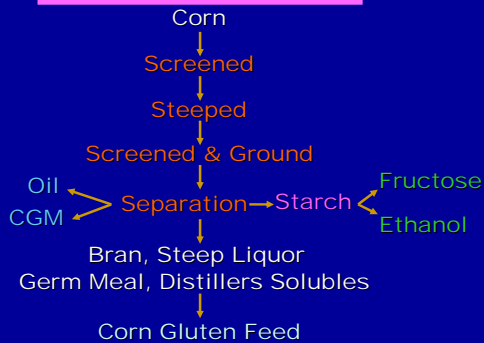 Corn
Screened
Steeped
Screened & Ground
Oil
CGM
Separation
Starch
Fructose
Ethanol
Bran, Steep Liquor
Germ Meal, Distillers Solubles
Corn Gluten Feed